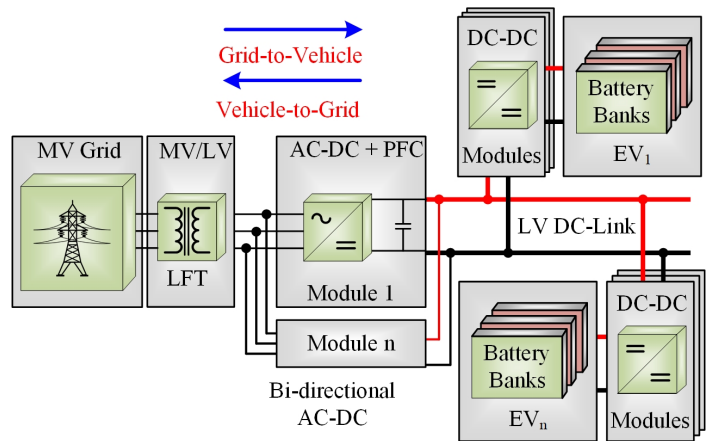 Grid-to-Vehicle
Vehicle-to-Grid
DC-DC
Modules
Battery
Banks
EV1
MV Grid
MV/LV
LFT
AC-DC + PFC
Module 1
LV DC-Link
Module n
Bi-directional
AC-DC
Battery
Banks
EVn
DC-DC
Modules